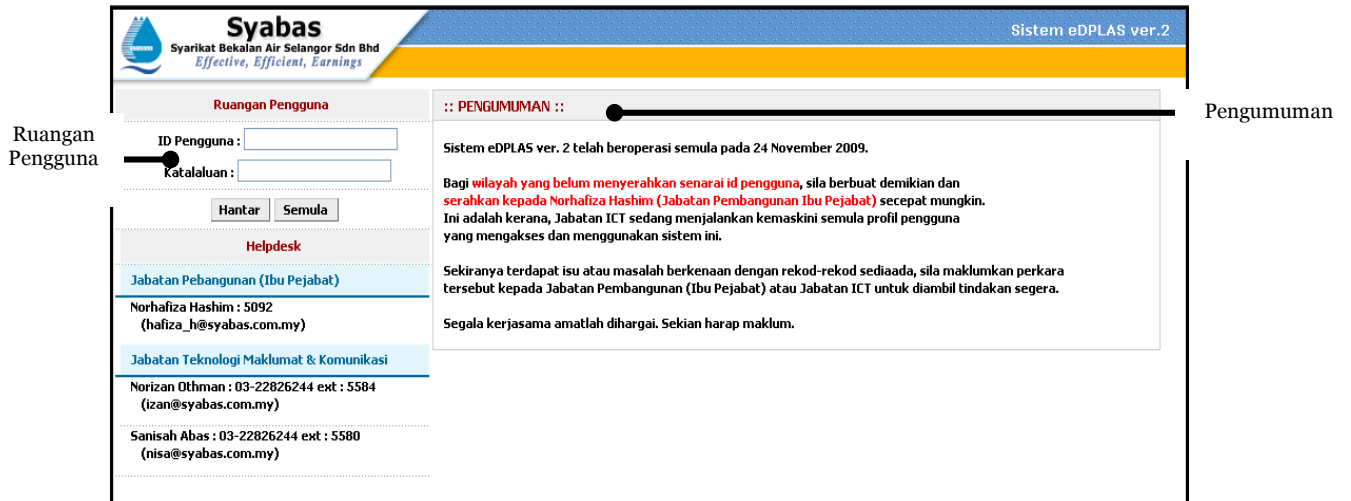 Syabas
Syarikat Bekalan Air Selangor Sdn Bhd
Effective, Efficient, Earnings
Sistem eDPLAS ver.2
Ruangan Pengguna
ID Pengguna :
Katalaluan :
Hantar Semula
Helpdesk
Jabatan Pebangunan (Ibu Pejabat)
Norhafiza Hashim : 5092
(hafiza_h@syabas.com.my)
Jabatan Teknologi Maklumat & Komunikasi
Norizan Othman : 03-22826244 ext : 5584
(izan@syabas.com.my)
Sanisah Abas : 03-22826244 ext : 5580
(nisa@syabas.com.my)
:: PENGUMUMAN ::
Sistem eDPLAS ver. 2 telah beroperasi semula pada 24 November 2009.
Bagi wilayah yang belum menyerahkan senarai id pengguna, sila berbuat demikian dan
serahkan kepada Norhafiza Hashim (Jabatan Pembangunan Ibu Pejabat) secepat mungkin.
Ini adalah kerana, Jabatan ICT sedang menjalankan kemaskini semula profil pengguna
yang mengakses dan menggunakan sistem ini.
Sekiranya terdapat isu atau masalah berkenaan dengan rekod-rekod sediaada, sila maklumkan perkara
tersebut kepada Jabatan Pembangunan (Ibu Pejabat) atau Jabatan ICT untuk diambil tindakan segera.
Segala kerjasama amatlah dihargai. Sekian harap maklum.
Ruangan
Pengguna
Pengumuman